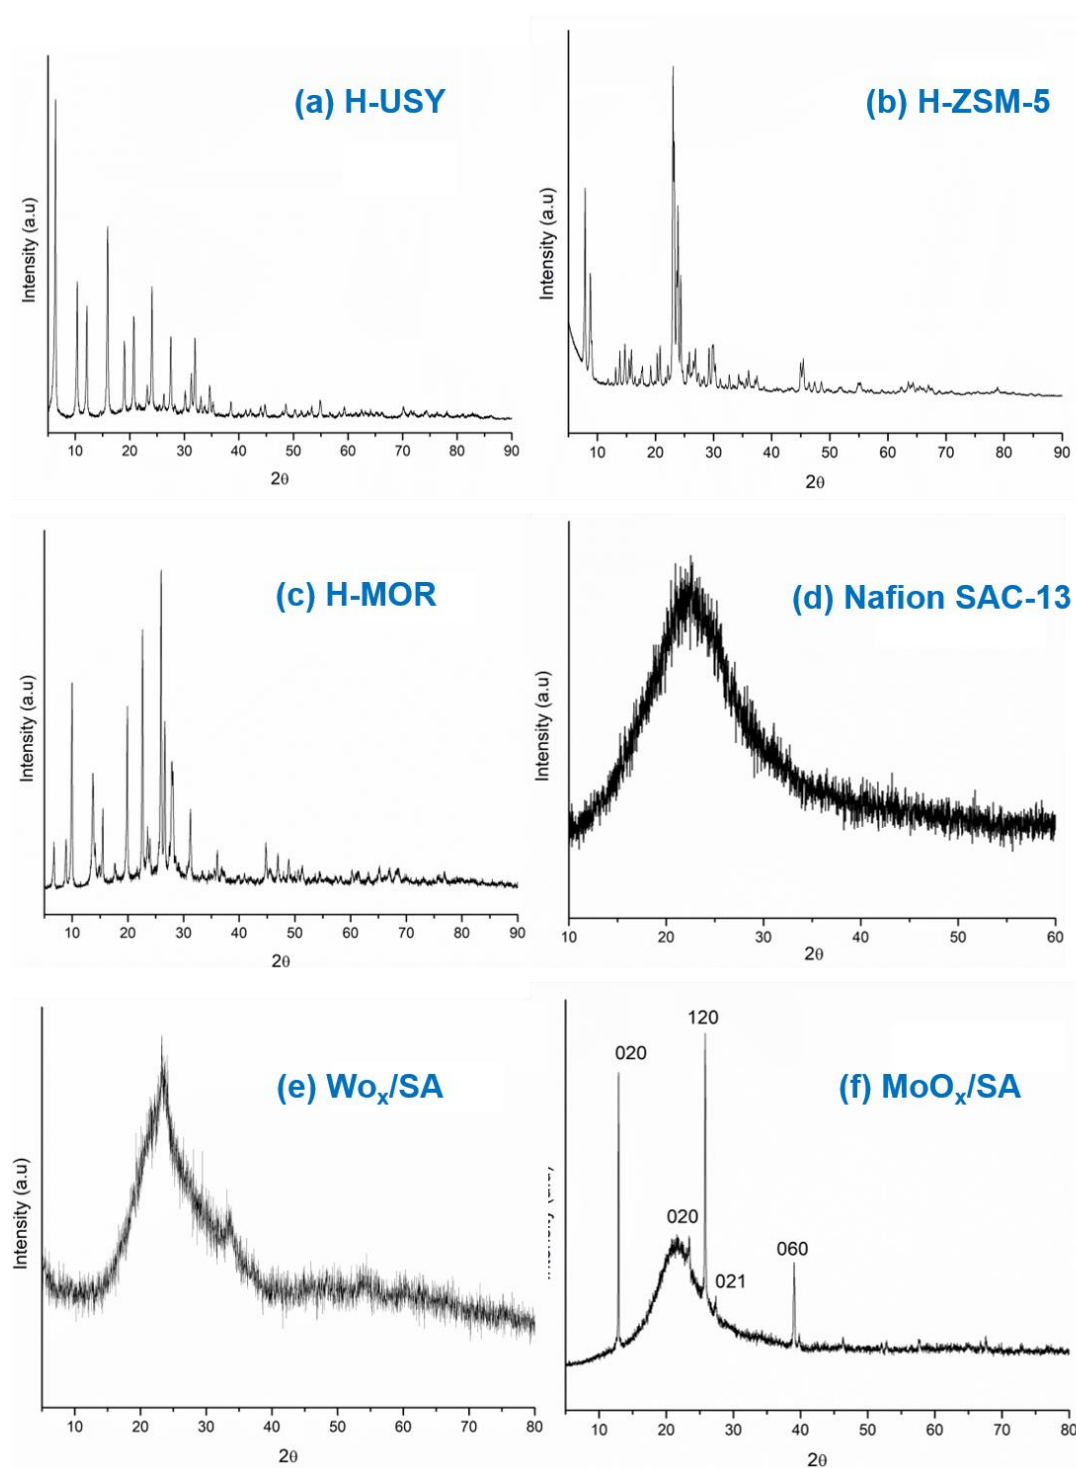 (a) H-USY
Intensity (a.u)
10 20 30 40 50 60 70 80 90
2θ
(b) H-ZSM-5
Intensity (a.u)
10 20 30 40 50 60 70 80 90
2θ
(c) H-MOR
Intensity (a.u)
10 20 30 40 50 60 70 80 90
2θ
(d) Nafion SAC-13
Intensity (a.u)
10 20 30 40 50 60
2θ
(e) Woₓ/SA
Intensity (a.u)
10 20 30 40 50 60 70 80
2θ
120
020
(f) MoOₓ/SA
020
060
021
10 20 30 40 50 60 70 80
2θ